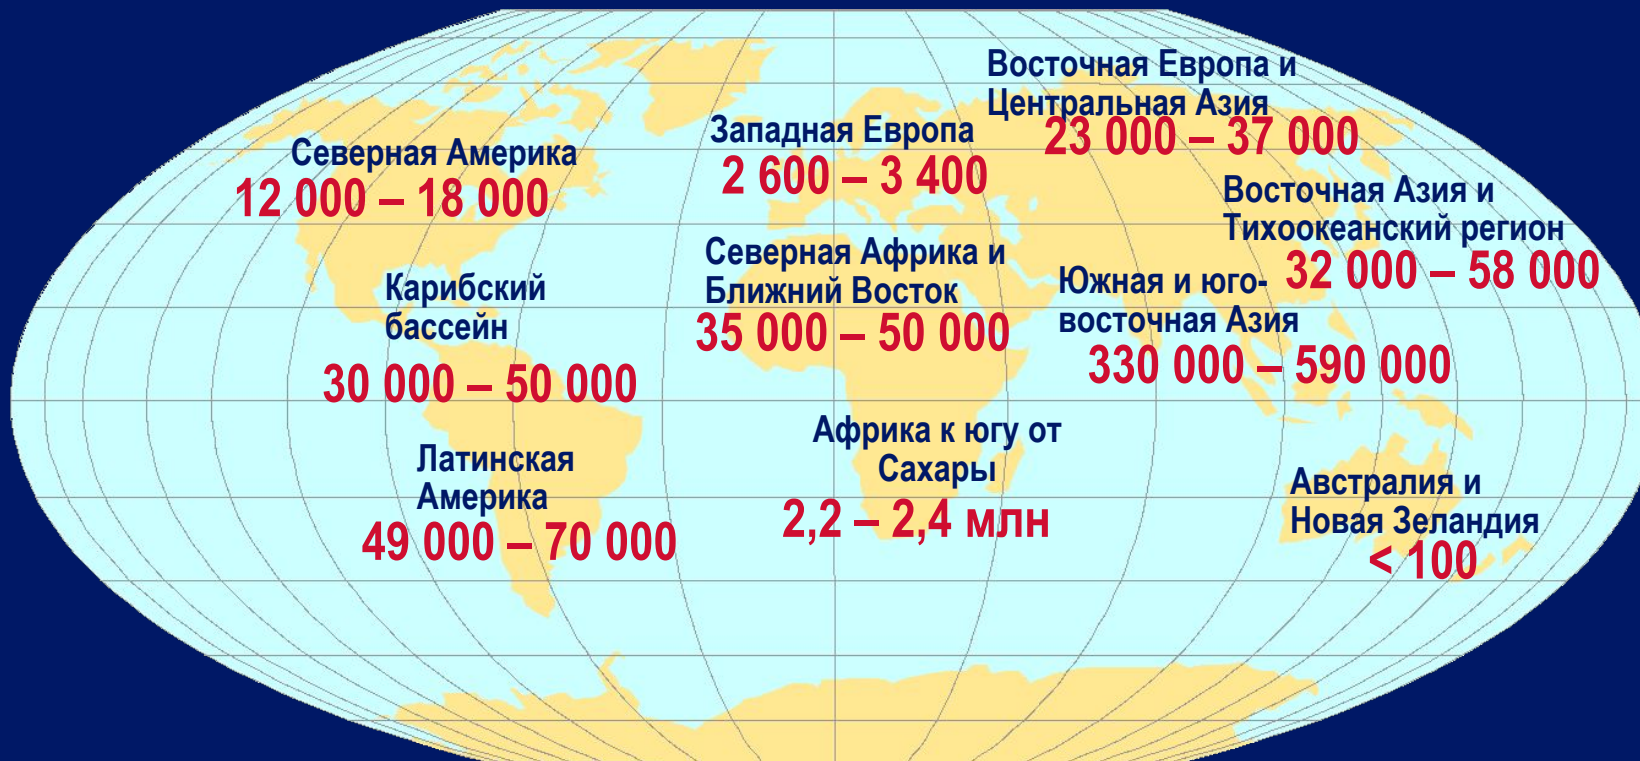 Восточная Европа и
Центральная Азия
23 000 – 37 000
Западная Европа
2 600 – 3 400
Северная Америка
12 000 – 18 000
Восточная Азия и
Тихоокеанский регион
32 000 – 58 000
Северная Африка и
Ближний Восток
35 000 – 50 000
Южная и юго-
восточная Азия
330 000 – 590 000
Карибский
бассейн
30 000 – 50 000
Африка к югу от
Сахары
2,2 – 2,4 млн
Латинская
Америка
49 000 – 70 000
Австралия и
Новая Зеландия
< 100